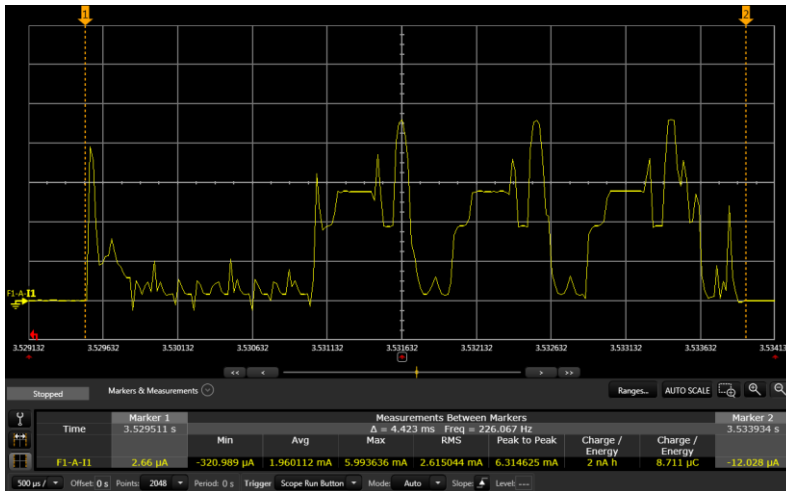 1 2
F1-A-I1
3.529132 3.529632 3.530132 3.530632 3.531132 3.531632 3.532132 3.532632 3.533132 3.533632 3.53413
<< < > >>
Stopped Markers & Measurements Ranges... AUTO SCALE
Marker 1 Measurements Between Markers Marker 2
Time 3.529511 s Δ = 4.423 ms Freq = 226.067 Hz 3.533934 s
Min Avg Max RMS Peak to Peak Charge / Energy Charge / Energy
F1-A-I1 2.66 µA -320.989 µA 1.960112 mA 5.993636 mA 2.615044 mA 6.314625 mA 2 nA h 8.711 µC -12.028 µA
500 µs / Offset: 0 s Points: 2048 Period: 0 s Trigger Scope Run Button Mode: Auto Slope: Level: ---